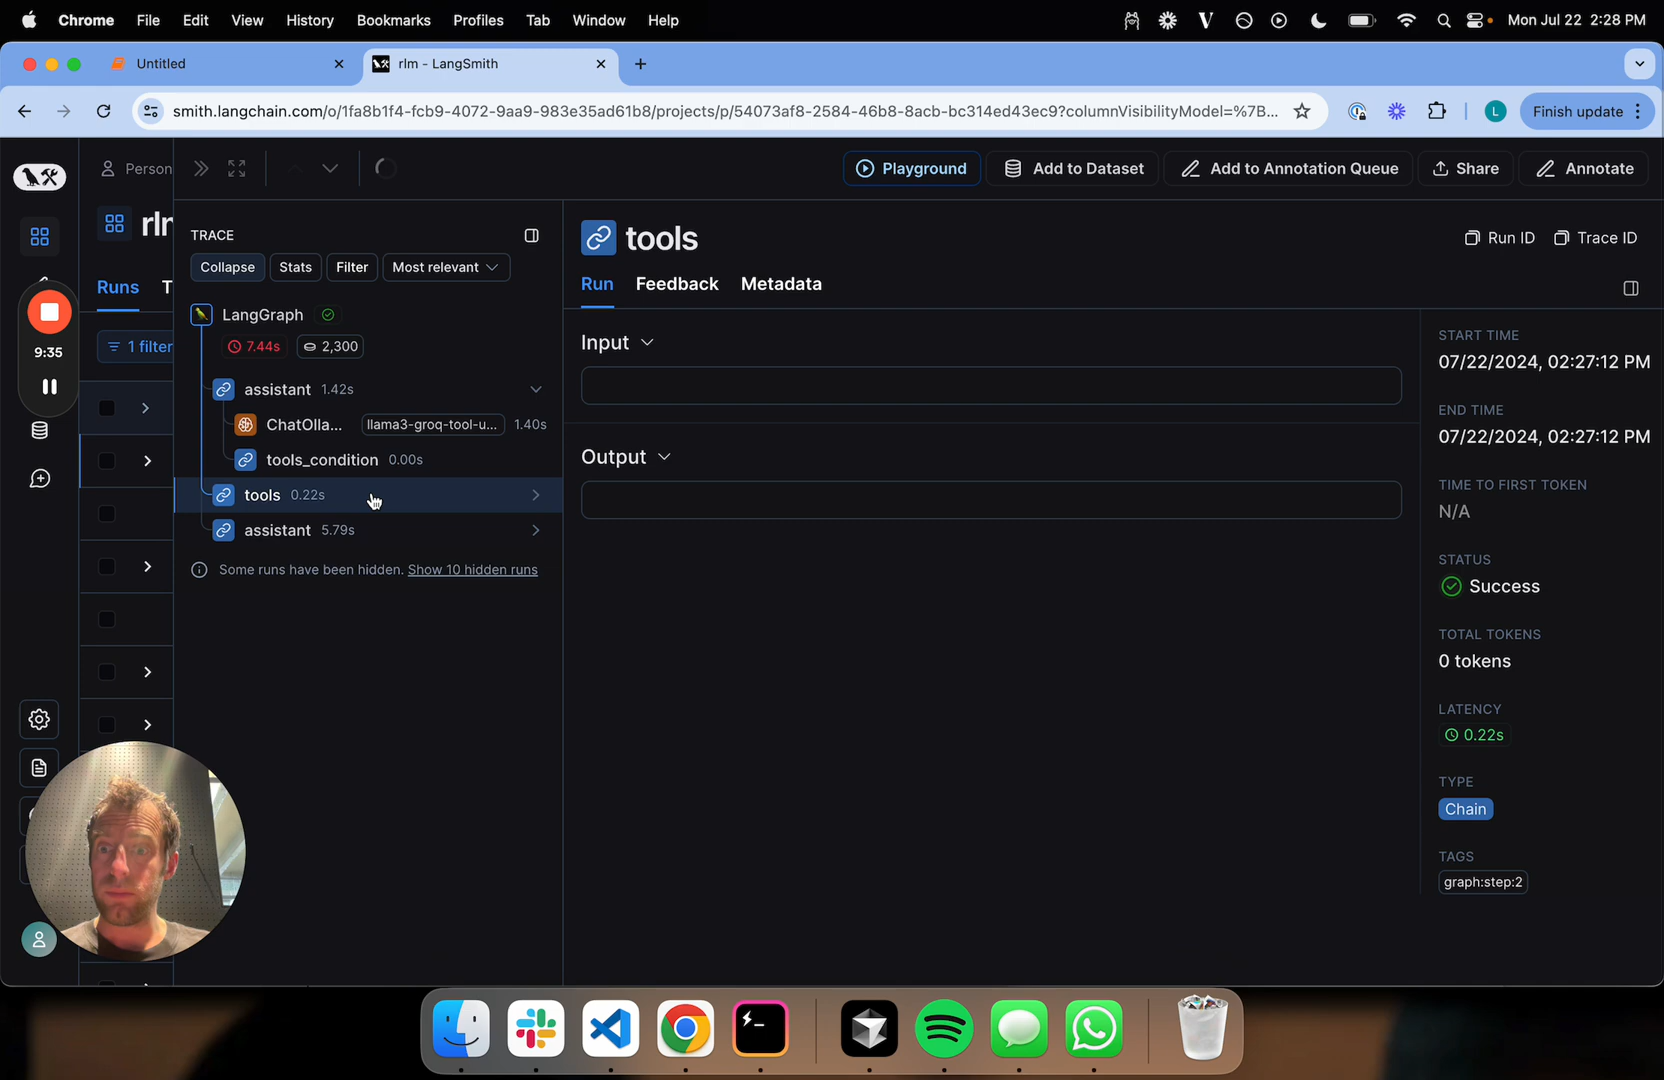 Chrome File Edit View History Bookmarks Profiles Tab Window Help
Mon Jul 22 2:28 PM
Untitled
rlm - LangSmith
smith.langchain.com/o/1fa8b1f4-fcb9-4072-9aa9-983e35ad61b8/projects/p/54073af8-2584-46b8-8acb-bc314ed43ec9?columnVisibilityModel=%7B...
L
Finish update
Person
Playground
Add to Dataset
Add to Annotation Queue
Share
Annotate
rlm
Runs T
1 filter
9:35
TRACE
Collapse Stats Filter Most relevant
LangGraph
7.44s 2,300
assistant 1.42s
ChatOlla... llama3-groq-tool-u... 1.40s
tools_condition 0.00s
tools 0.22s
assistant 5.79s
Some runs have been hidden. Show 10 hidden runs
tools
Run ID Trace ID
Run Feedback Metadata
Input
Output
START TIME
07/22/2024, 02:27:12 PM
END TIME
07/22/2024, 02:27:12 PM
TIME TO FIRST TOKEN
N/A
STATUS
Success
TOTAL TOKENS
0 tokens
LATENCY
0.22s
TYPE
Chain
TAGS
graph:step:2